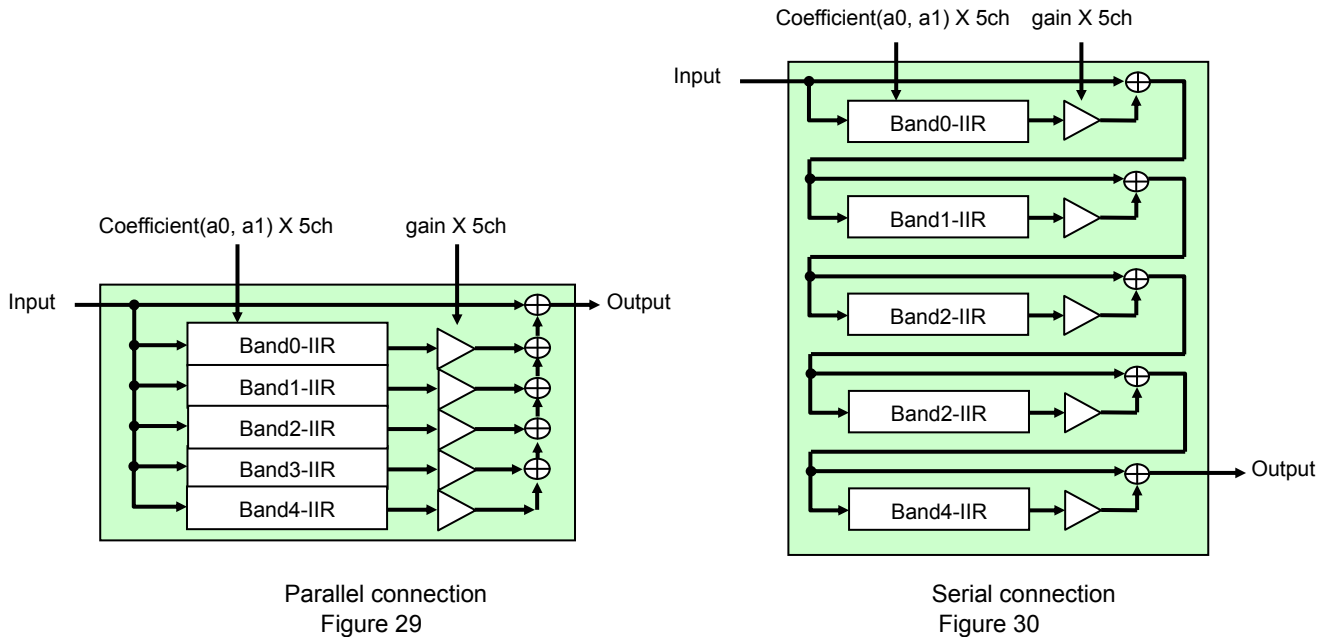 Coefficient(a0, a1) X 5ch gain X 5ch
Input
Output
Band0-IIR
Band1-IIR
Band2-IIR
Band3-IIR
Band4-IIR
Parallel connection
Figure 29
Coefficient(a0, a1) X 5ch gain X 5ch
Input
Band0-IIR
Band1-IIR
Band2-IIR
Band2-IIR
Output
Band4-IIR
Serial connection
Figure 30